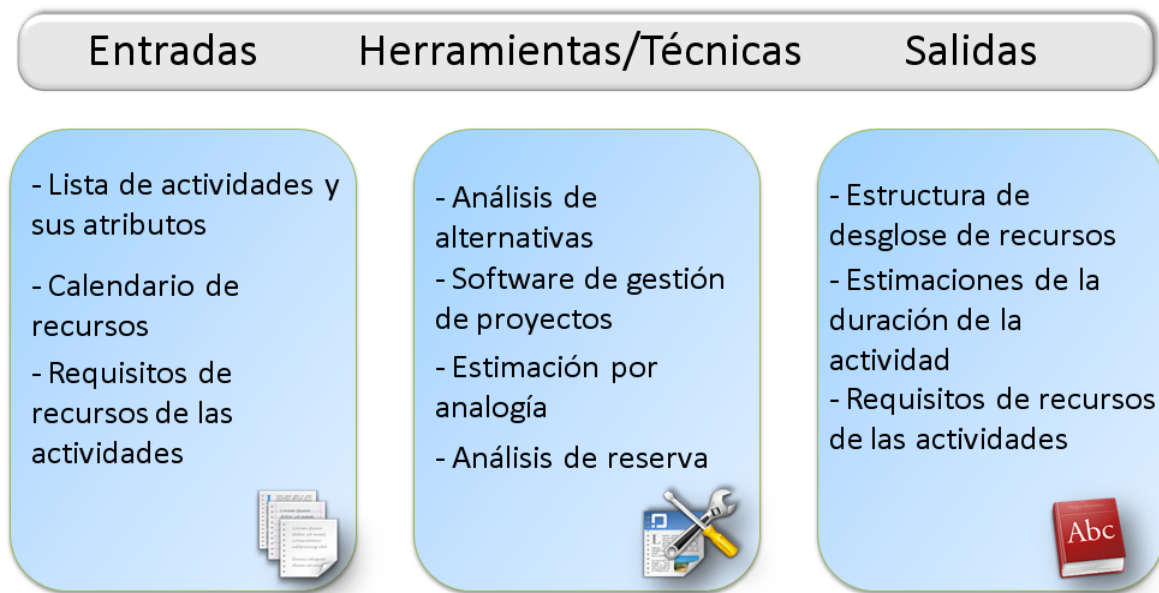 Entradas Herramientas/Técnicas Salidas
- Lista de actividades y
sus atributos
- Calendario de
recursos
- Requisitos de
recursos de las
actividades
- Análisis de
alternativas
- Software de gestión
de proyectos
- Estimación por
analogía
- Análisis de reserva
- Estructura de
desglose de recursos
- Estimaciones de la
duración de la
actividad
- Requisitos de recursos
de las actividades
Abc